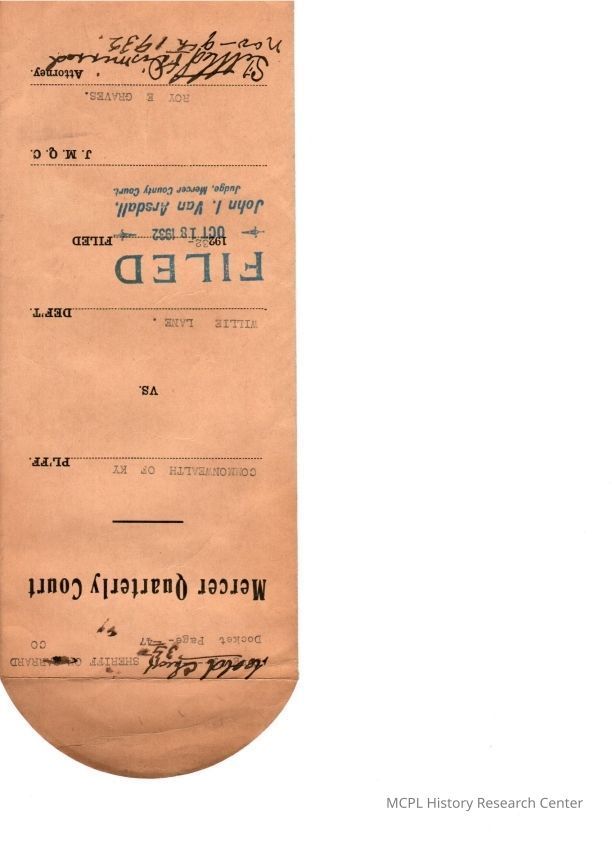 SHERIFF GARRARD
CO
Docket Page-47
Mercer Quarterly Court
COMMONWEALTH OF KY
PL'FF.
VS.
WILLIE LANE.
DEF'T.
FILED
192 32-
FILED
OCT 18 1932
John I. Van Arsdall,
Judge, Mercer County Court.
J. M. Q. C.
ROY E GRAVES.
Attorney.
Settled & Dismissed
Nov-9th 1932.
MCPL History Research Center